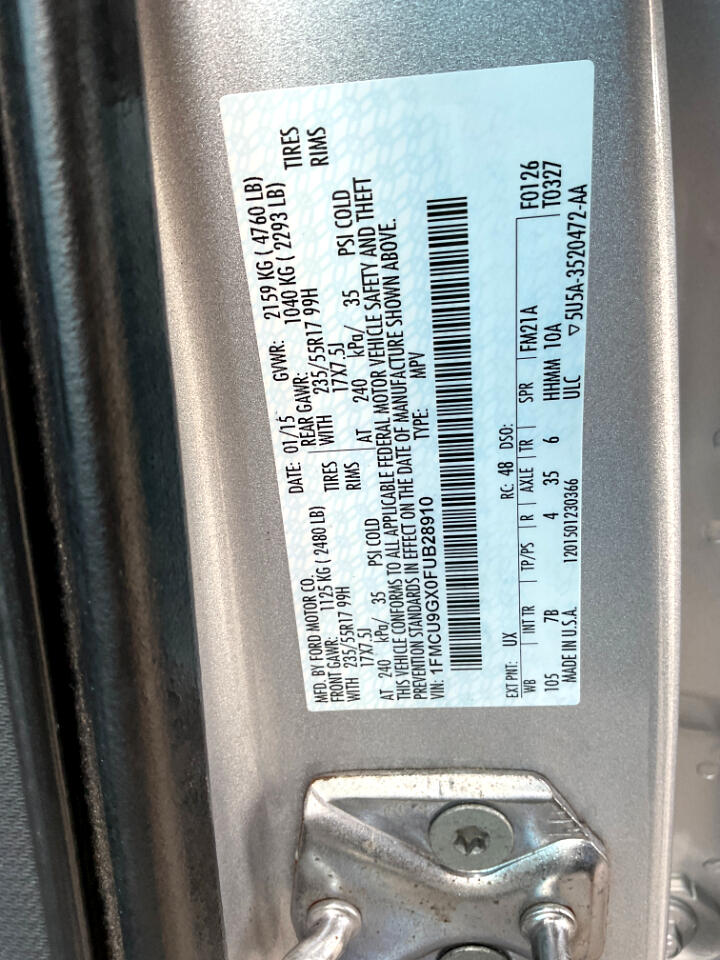 MFD. BY FORD MOTOR CO. DATE: 01/15 GVWR: 2159 KG ( 4760 LB)
FRONT GAWR: 1125 KG ( 2480 LB) REAR GAWR: 1040 KG ( 2293 LB)
WITH 235/55R17 99H TIRES WITH 235/55R17 99H TIRES
17X7.5J RIMS 17X7.5J RIMS
AT 240 kPa/ 35 PSI COLD AT 240 kPa/ 35 PSI COLD
THIS VEHICLE CONFORMS TO ALL APPLICABLE FEDERAL MOTOR VEHICLE SAFETY AND THEFT
PREVENTION STANDARDS IN EFFECT ON THE DATE OF MANUFACTURE SHOWN ABOVE.
VIN: 1FMCU9GX0FUB28910 TYPE: MPV
F0126
T0327
EXT PNT: UX RC: 48 DSO:
WB INT TR TP/PS R AXLE TR SPR FM21A
105 7B 4 35 6 HHMM 10A
MADE IN U.S.A. 1201501230366 ULC ▽5U5A-3520472-AA